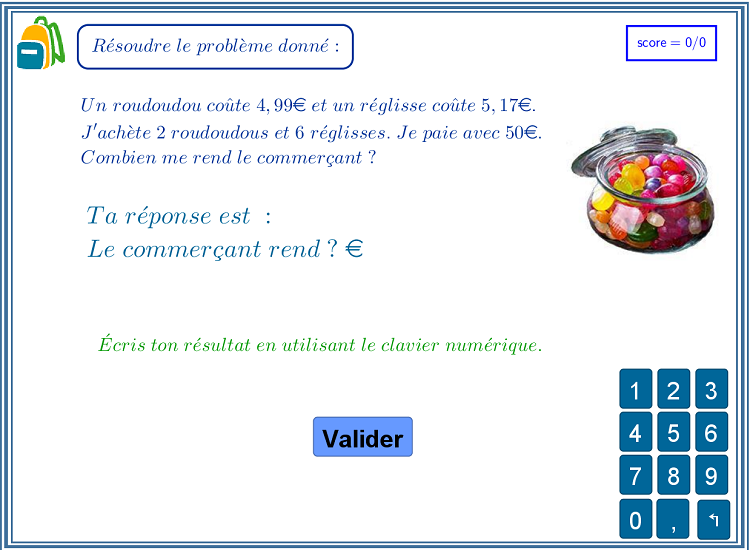 Résoudre le problème donné :
score = 0/0
Un roudoudou coûte 4,99€ et un réglisse coûte 5,17€.
J'achète 2 roudoudous et 6 réglisses. Je paie avec 50€.
Combien me rend le commerçant ?
Ta réponse est :
Le commerçant rend ? €
Écris ton résultat en utilisant le clavier numérique.
Valider
1 2 3
4 5 6
7 8 9
0 , ↰